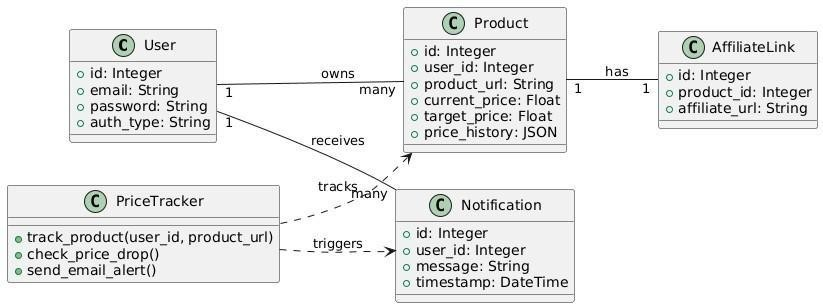 C User
+ id: Integer
+ email: String
+ password: String
+ auth_type: String
1
owns
many
C Product
+ id: Integer
+ user_id: Integer
+ product_url: String
+ current_price: Float
+ target_price: Float
+ price_history: JSON
1
has
1
C AffiliateLink
+ id: Integer
+ product_id: Integer
+ affiliate_url: String
1
receives
many
C PriceTracker
track_product(user_id, product_url)
check_price_drop()
send_email_alert()
tracks
triggers
C Notification
id: Integer
user_id: Integer
message: String
timestamp: DateTime